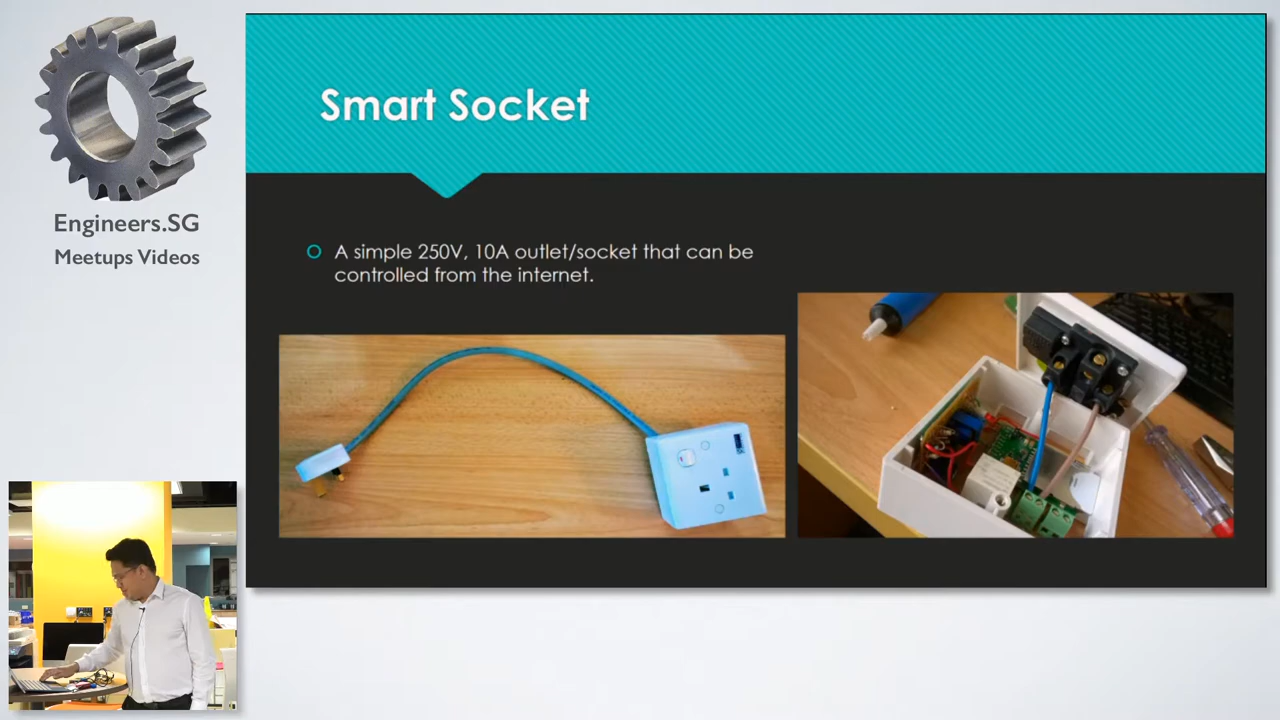 Engineers.SG
Meetups Videos
Smart Socket
A simple 250V, 10A outlet/socket that can be
controlled from the internet.